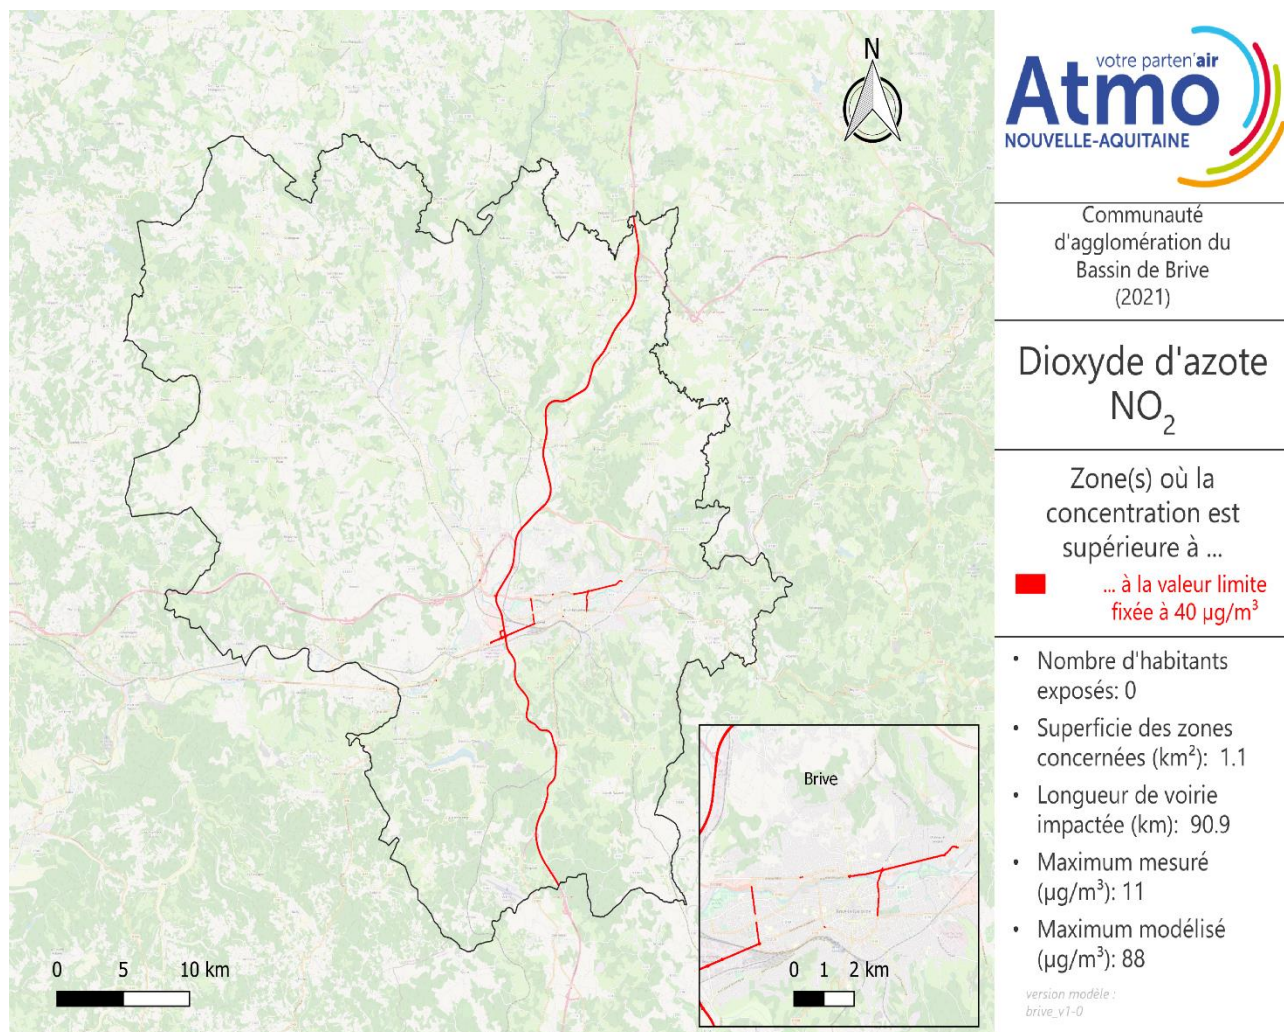 N
votre parten'air
Atmo
NOUVELLE-AQUITAINE
Communauté
d'agglomération du
Bassin de Brive
(2021)
Dioxyde d'azote
NO₂
Zone(s) où la
concentration est
supérieure à ...
... à la valeur limite
fixée à 40 µg/m³
• Nombre d'habitants
exposés: 0
• Superficie des zones
concernées (km²): 1.1
• Longueur de voirie
impactée (km): 90.9
• Maximum mesuré
(µg/m³): 11
• Maximum modélisé
(µg/m³): 88
version modèle :
brive_v1-0
Brive
0 1 2 km
0 5 10 km